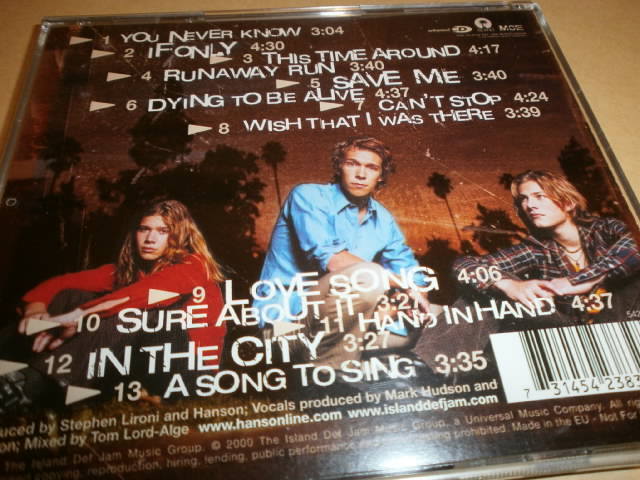 1 YOU NEVER KNOW 3:04
2 IF ONLY 4:30
3 THIS TIME AROUND 4:17
4 RUNAWAY RUN 3:40
5 SAVE ME 3:40
6 DYING TO BE ALIVE 4:37
7 CAN'T STOP 4:24
8 WISH THAT I WAS THERE 3:39
9 LOVE SONG 4:06
10 SURE ABOUT IT 3:27
11 HAND IN HAND 4:37
12 IN THE CITY 3:27
13 A SONG TO SING 3:35
7 31454 2383
Stephen Lironi and Hanson; Vocals produced by Mark Hudson and
Mixed by Tom Lord-Alge www.hansonline.com www.islanddefjam.com
© 2000 The Island Def Jam Music Group, a Universal Music Company. All
The Island Def Jam Music Group.
copying, reproduction, hiring, lending, public performance prohibited. Made in the EU - Not